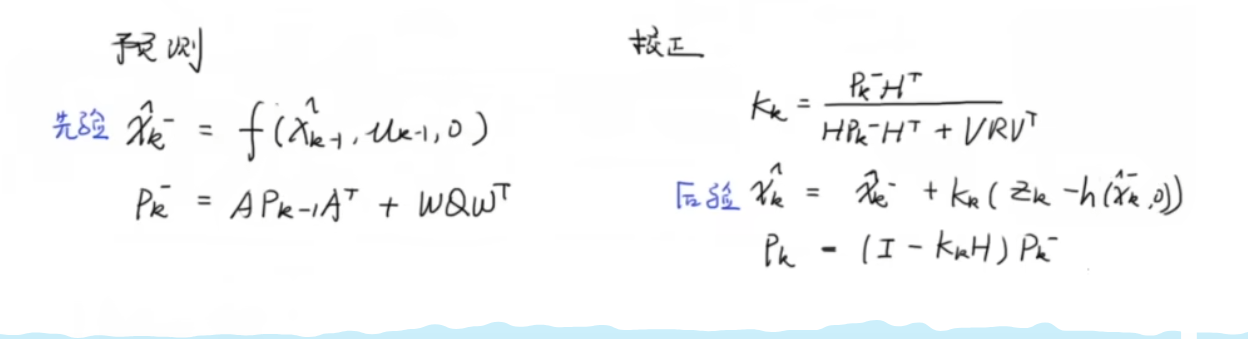 预测
先验 x̂ₖ⁻ = f(x̂ₖ₋₁, uₖ₋₁, 0)
Pₖ⁻ = APₖ₋₁Aᵀ + WQWᵀ
校正
Kₖ = Pₖ⁻Hᵀ / HPₖ⁻Hᵀ + VRVᵀ
后验 x̂ₖ = x̂ₖ⁻ + Kₖ(zₖ - h(x̂ₖ⁻, 0))
Pₖ = (I - KₖH)Pₖ⁻